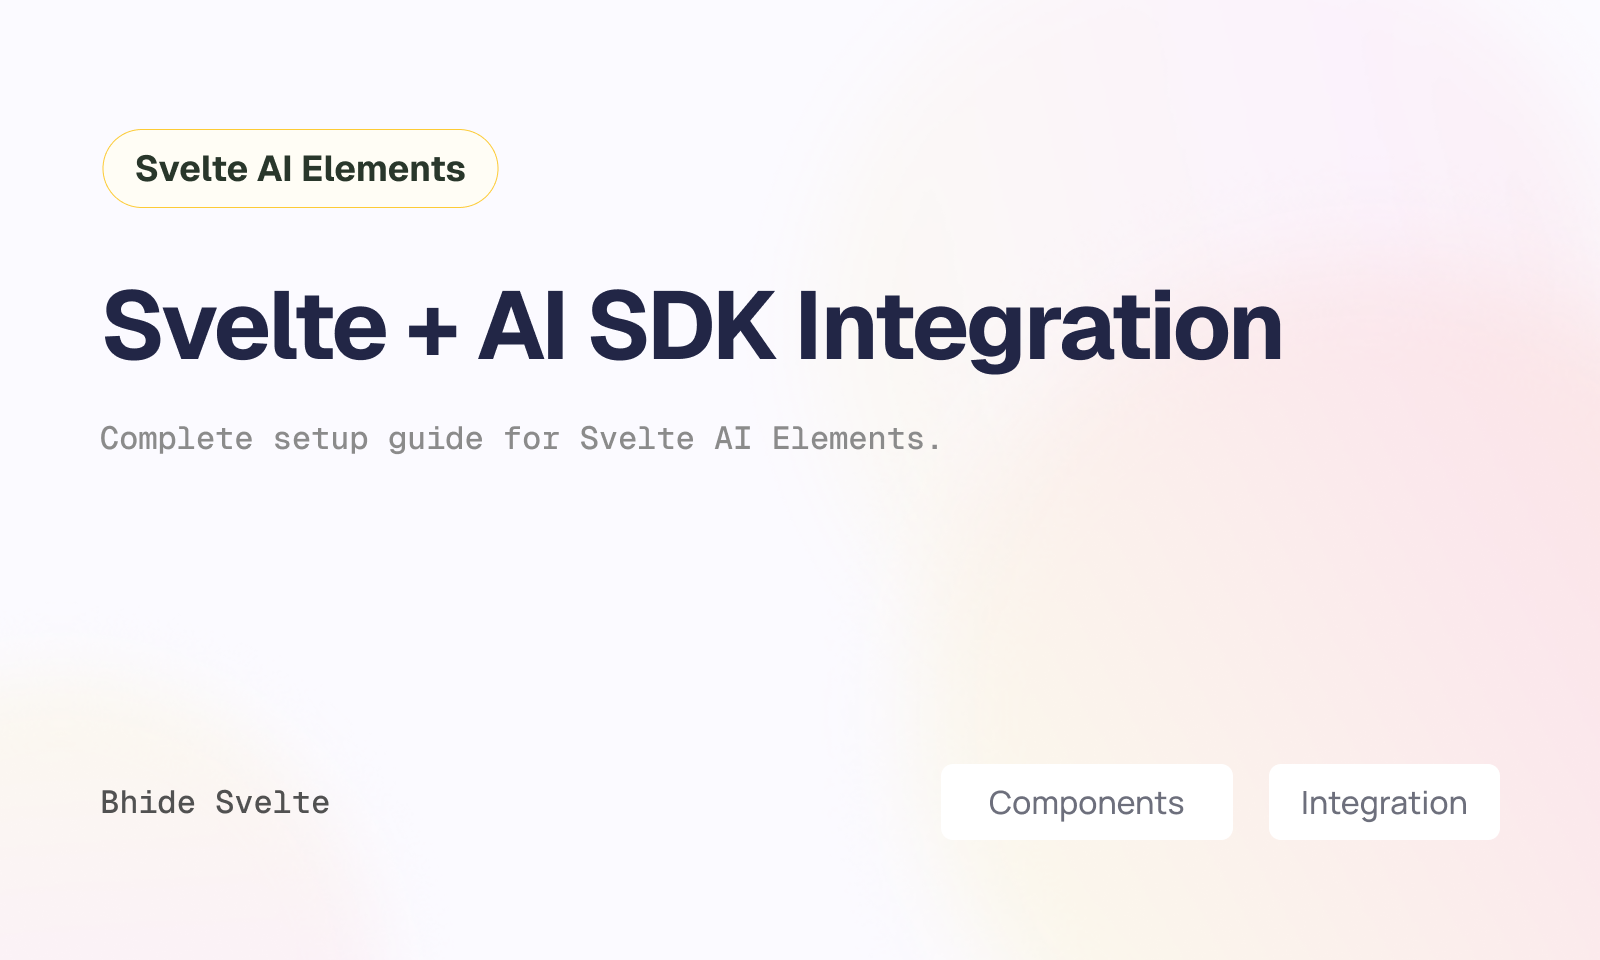 Svelte AI Elements
Svelte + AI SDK Integration
Complete setup guide for Svelte AI Elements.
Bhide Svelte
Components
Integration